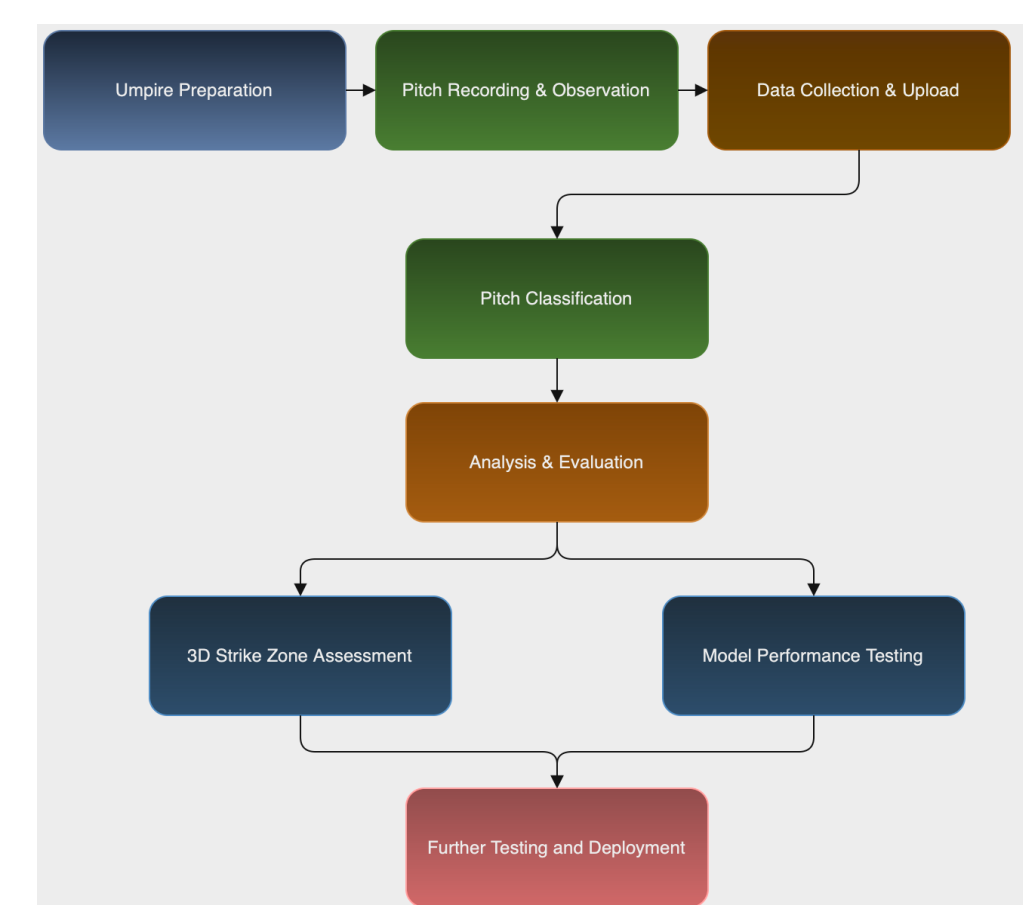 Umpire Preparation
Pitch Recording & Observation
Data Collection & Upload
Pitch Classification
Analysis & Evaluation
3D Strike Zone Assessment
Model Performance Testing
Further Testing and Deployment